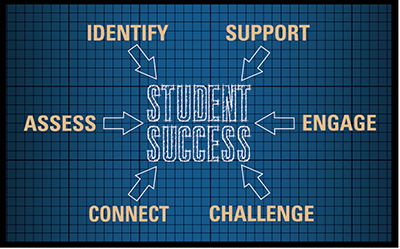 IDENTIFY SUPPORT
STUDENT
ASSESS ENGAGE
SUCCESS
CONNECT CHALLENGE